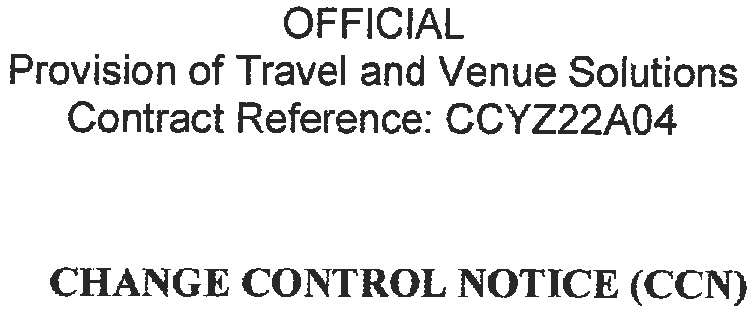 OFFICIAL
Provision of Travel and Venue Solutions
Contract Reference: CCYZ22A04
CHANGE CONTROL NOTICE (CCN)